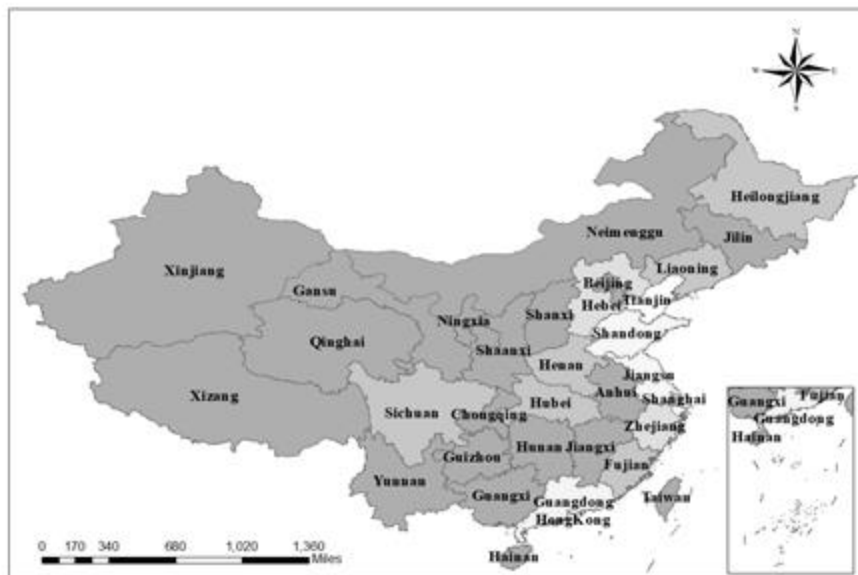 N
W E
S
Heilongjiang
Neimenggu
Jilin
Xinjiang
Liaoning
Beijing
Gansu
Hebei Tianjin
Ningxia
Shanxi
Shandong
Qinghai
Shaanxi
Henan
Jiangsu
Xizang
Anhui
Shanghai
Sichuan
Hubei
Chongqing
Zhejiang
Hunan Jiangxi
Guizhou
Fujian
Yunnan
Guangxi
Guangdong
Taiwan
HongKong
Hainan
Guangxi Fujian
Guangdong
Hainan
0 170 340 680 1,020 1,360
Miles